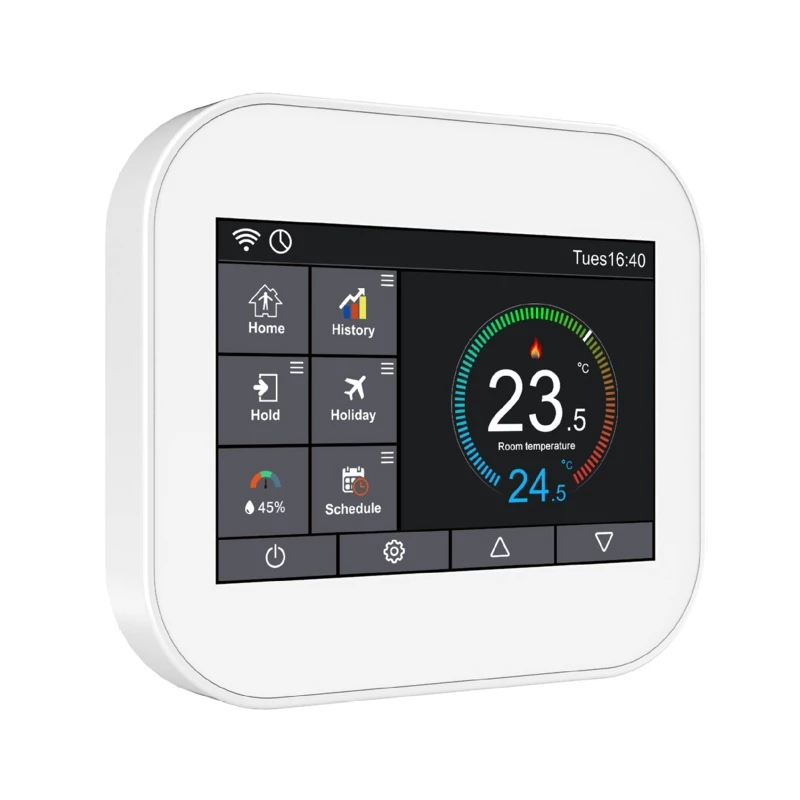 Tues16:40
Home
History
Hold
Holiday
45%
Schedule
°C
23.5
Room temperature
°C
24.5